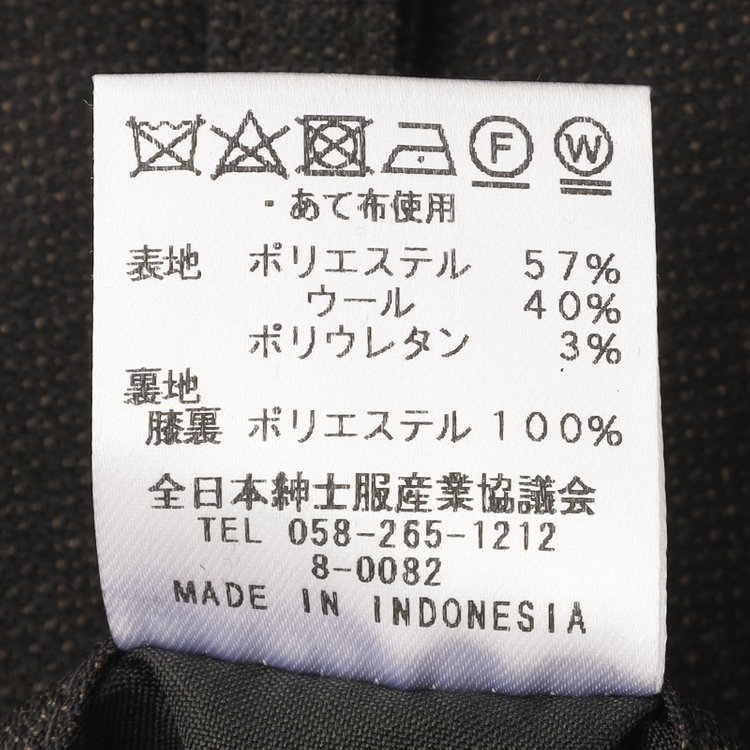 F W
・あて布使用
表地 ポリエステル 57%
ウール 40%
ポリウレタン 3%
裏地
膝裏 ポリエステル 100%
全日本紳士服産業協議会
TEL 058-265-1212
8-0082
MADE IN INDONESIA